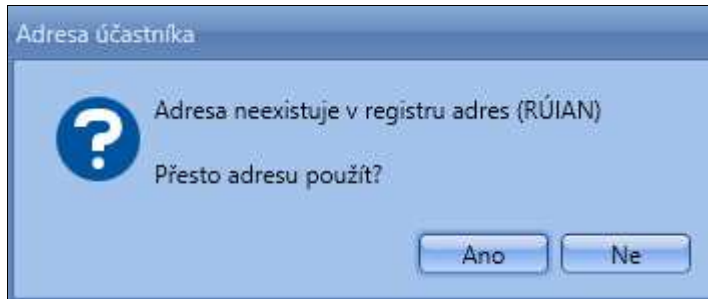 Adresa účastníka
Adresa neexistuje v registru adres (RÚIAN)
Přesto adresu použít?
Ano
Ne